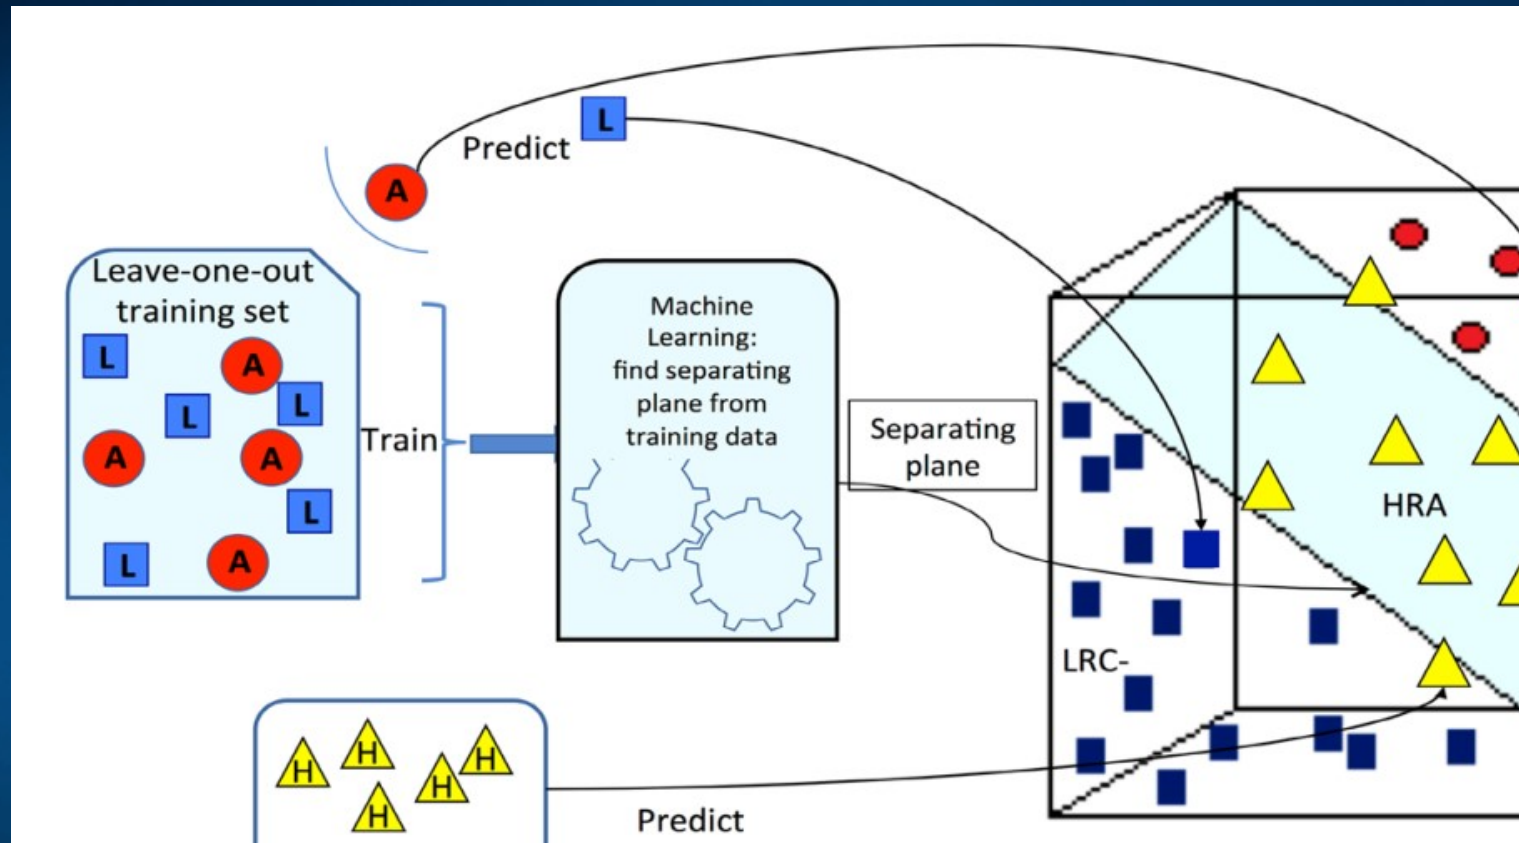 L
Predict
A
Leave-one-out
training set
L
A
L
L
A
A
L
L
A
Train
Machine
Learning:
find separating
plane from
training data
Separating
plane
HRA
LRC-
H
H
H
H
H
Predict